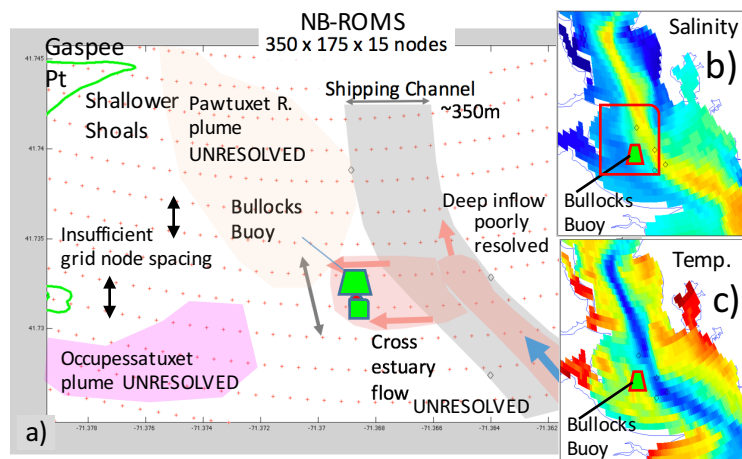 NB-ROMS
350 x 175 x 15 nodes
41.745
Gaspee
Pt
Shallower
Shoals
Pawtuxet R.
plume
UNRESOLVED
Shipping Channel
~350m
41.74
Bullocks
Buoy
Deep inflow
poorly
resolved
Insufficient
grid node spacing
41.735
41.73
Occupessatuxet
plume UNRESOLVED
Cross
estuary
flow
UNRESOLVED
a)
-71.378
-71.376
-71.374
-71.372
-71.37
-71.368
-71.366
-71.364
-71.362
Salinity
b)
Bullocks
Buoy
Temp.
c)
Bullocks
Buoy